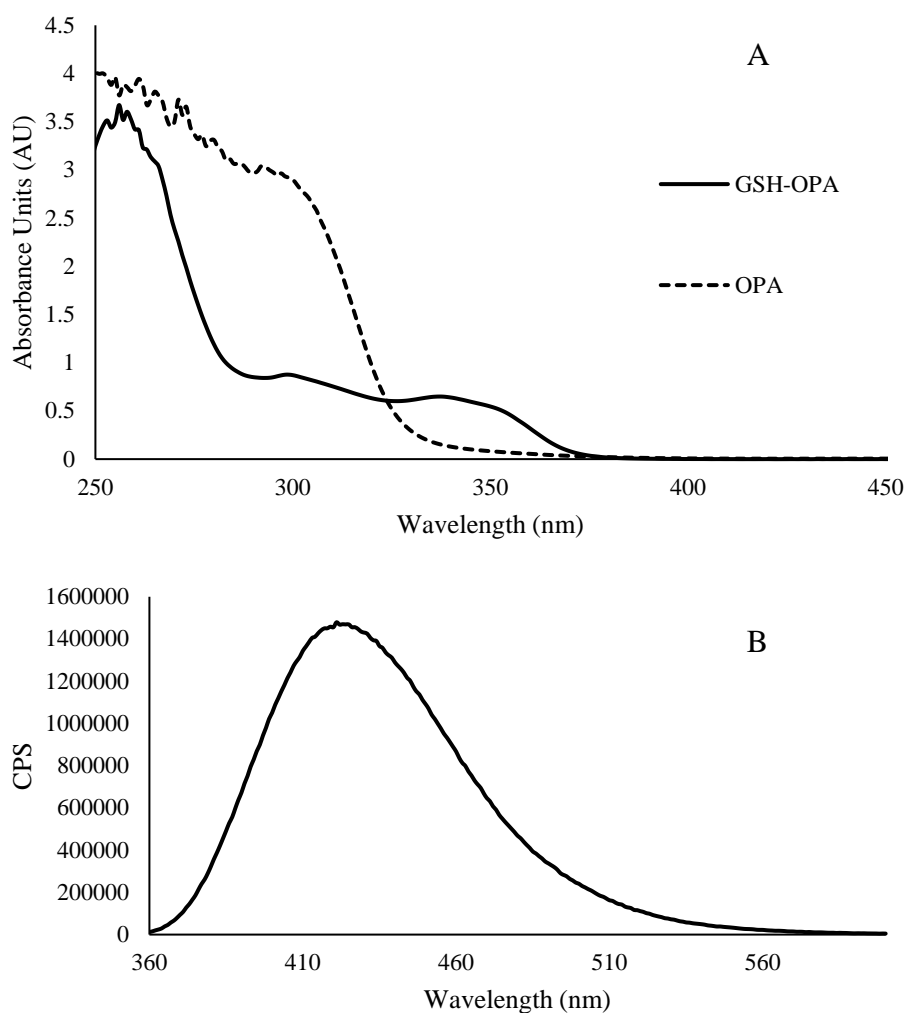 4.5
A
4
3.5
3
GSH-OPA
2.5
2
OPA
1.5
1
0.5
0
Absorbance Units (AU)
250 300 350 400 450
Wavelength (nm)
1600000
B
1400000
1200000
1000000
800000
600000
400000
200000
0
CPS
360 410 460 510 560
Wavelength (nm)